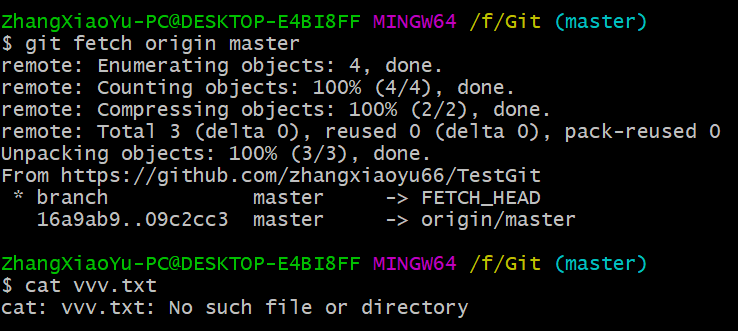 ZhangXiaoYu-PC@DESKTOP-E4BI8FF MINGW64 /f/Git (master)
$ git fetch origin master
remote: Enumerating objects: 4, done.
remote: Counting objects: 100% (4/4), done.
remote: Compressing objects: 100% (2/2), done.
remote: Total 3 (delta 0), reused 0 (delta 0), pack-reused 0
Unpacking objects: 100% (3/3), done.
From https://github.com/zhangxiaoyu66/TestGit
 * branch            master     -> FETCH_HEAD
   16a9ab9..09c2cc3  master     -> origin/master
ZhangXiaoYu-PC@DESKTOP-E4BI8FF MINGW64 /f/Git (master)
$ cat vvv.txt
cat: vvv.txt: No such file or directory